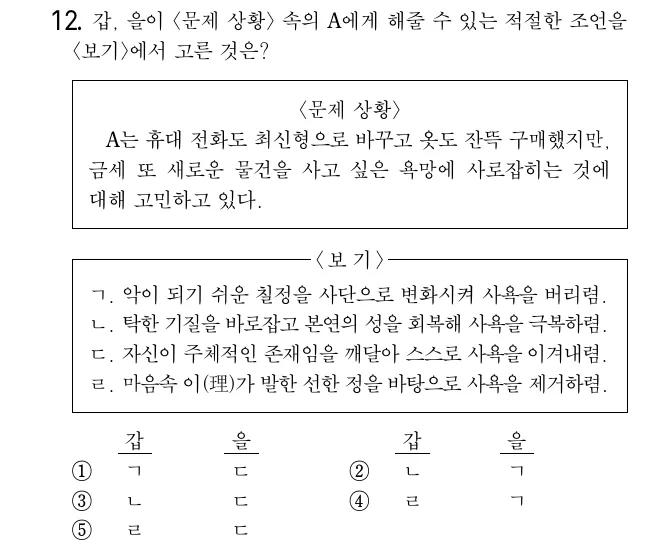 12. 갑, 을이 〈문제 상황〉 속의 A에게 해줄 수 있는 적절한 조언을
〈보기〉에서 고른 것은?
〈문제 상황〉
A는 휴대 전화도 최신형으로 바꾸고 옷도 잔뜩 구매했지만,
금세 또 새로운 물건을 사고 싶은 욕망에 사로잡히는 것에
대해 고민하고 있다.
〈보 기〉
ㄱ. 악이 되기 쉬운 칠정을 사단으로 변화시켜 사욕을 버리렴.
ㄴ. 탁한 기질을 바로잡고 본연의 성을 회복해 사욕을 극복하렴.
ㄷ. 자신이 주체적인 존재임을 깨달아 스스로 사욕을 이겨내렴.
ㄹ. 마음속 이(理)가 발한 선한 정을 바탕으로 사욕을 제거하렴.
갑 을 갑 을
① ㄱ ㄷ ② ㄴ ㄱ
③ ㄴ ㄷ ④ ㄹ ㄱ
⑤ ㄹ ㄷ